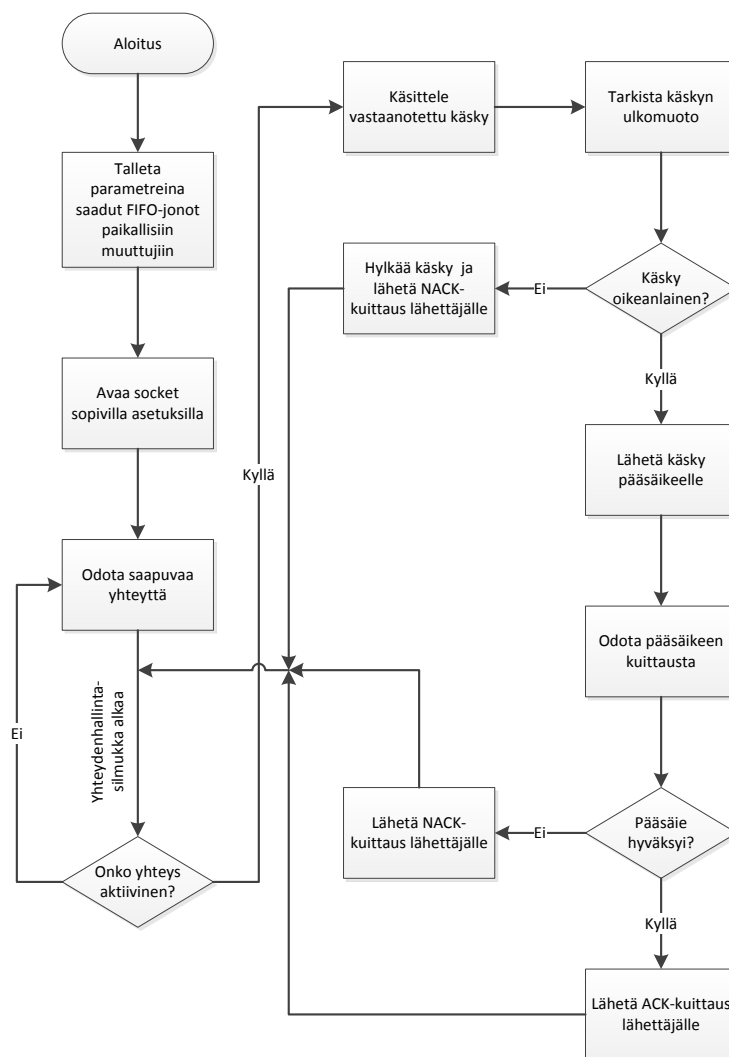 Aloitus
Talleta
parametreina
saadut FIFO-jonot
paikallisiin
muuttujiin
Avaa socket
sopivilla asetuksilla
Odota saapuvaa
yhteyttä
Yhteydenhallinta-
silmukka alkaa
Onko yhteys
aktiivinen?
Ei
Kyllä
Käsittele
vastaanotettu käsky
Tarkista käskyn
ulkomuoto
Käsky
oikeanlainen?
Ei
Hylkää käsky ja
lähetä NACK-
kuittaus lähettäjälle
Kyllä
Lähetä käsky
pääsäikeelle
Odota pääsäikeen
kuittausta
Pääsäie
hyväksyi?
Ei
Lähetä NACK-
kuittaus lähettäjälle
Kyllä
Lähetä ACK-kuittaus
lähettäjälle